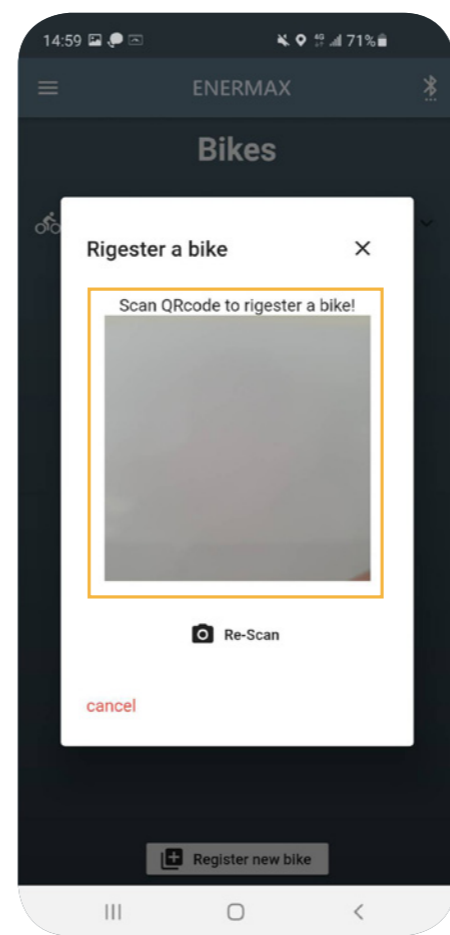 14:59 71%
ENERMAX
Bikes
Rigester a bike
Scan QRcode to rigester a bike!
Re-Scan
cancel
Register new bike